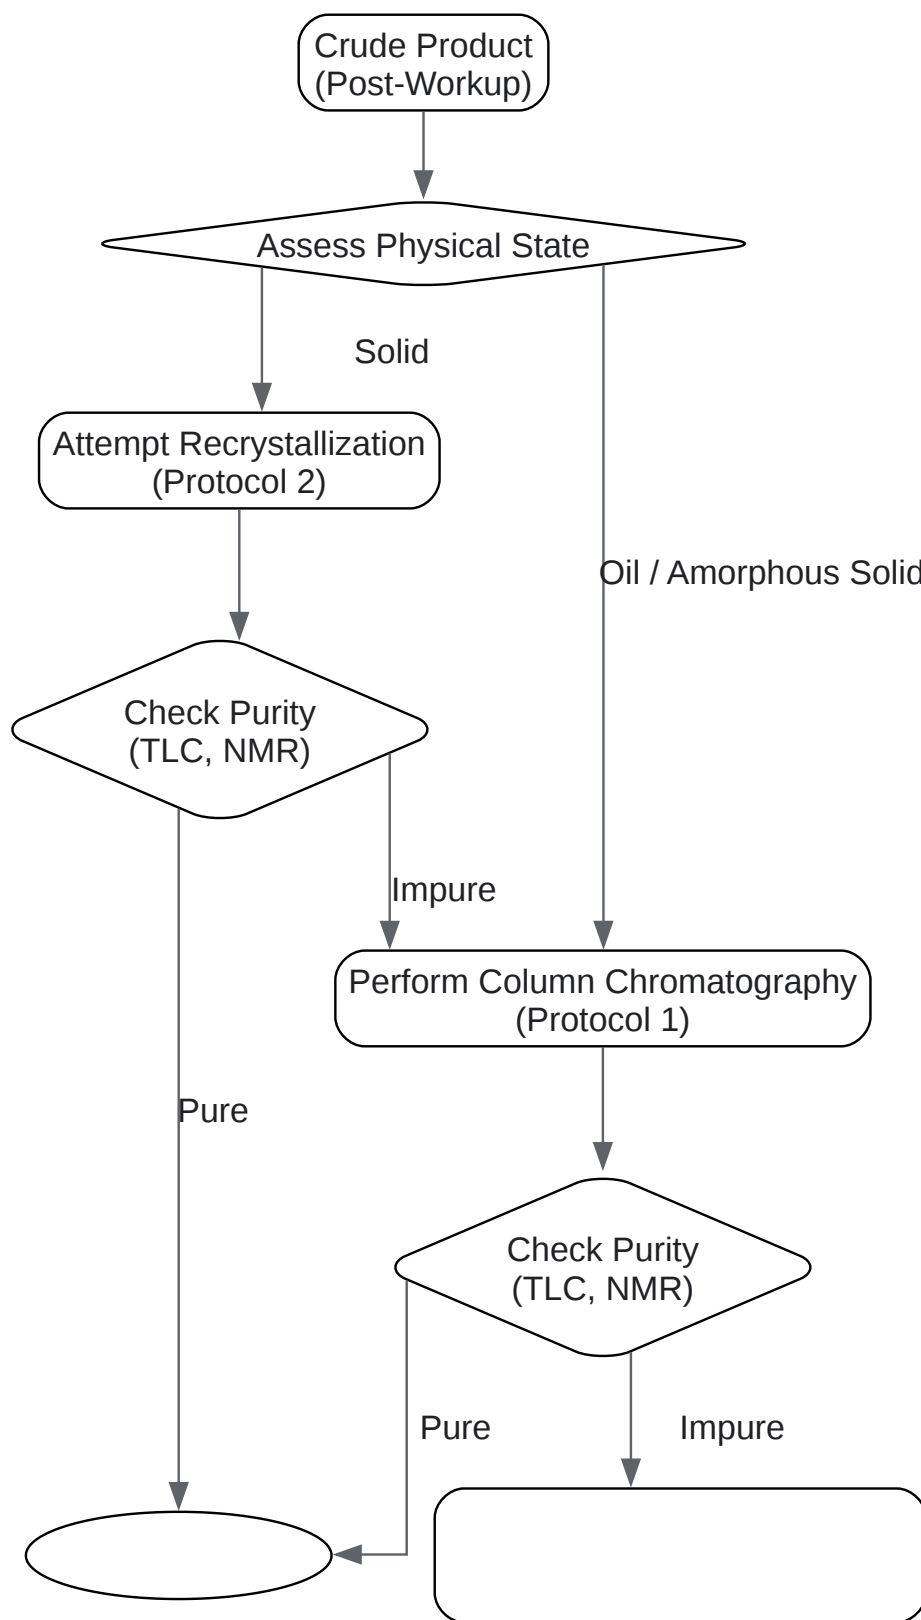 Crude Product
(Post-Workup)
Assess Physical State
Solid
Attempt Recrystallization
(Protocol 2)
Oil / Amorphous Solid
Check Purity
(TLC, NMR)
Impure
Perform Column Chromatography
(Protocol 1)
Pure
Check Purity
(TLC, NMR)
Pure
Impure